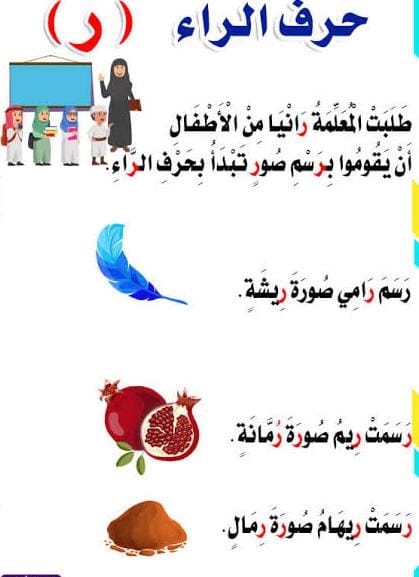 حرف الراء ( ر )
طَلَبَتْ الْمُعَلِّمَةُ رَانْيَا مِنْ الْأَطْفَالِ
أَنْ يَقُومُوا بِرَسْمِ صُورٍ تَبْدَأُ بِحَرْفِ الرَّاءِ.
رَسَمَ رَامِي صُورَةَ رِيشَةٍ.
رَسَمَتْ رِيمُ صُورَةَ رُمَّانَةٍ.
رَسَمَتْ رِيهَامُ صُورَةَ رِمَالٍ.